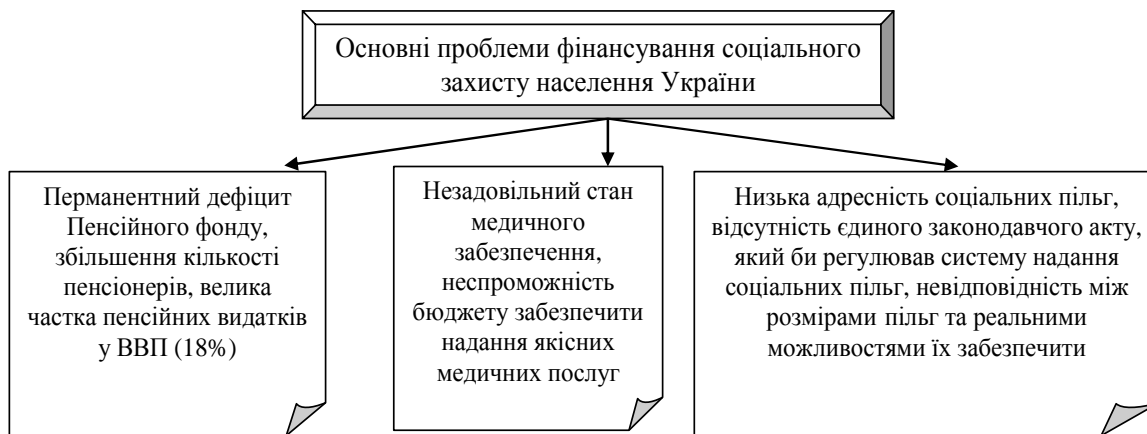 Основні проблеми фінансування соціального
захисту населення України
Перманентний дефіцит
Пенсійного фонду,
збільшення кількості
пенсіонерів, велика
частка пенсійних видатків
у ВВП (18%)
Незадовільний стан
медичного
забезпечення,
неспроможність
бюджету забезпечити
надання якісних
медичних послуг
Низька адресність соціальних пільг,
відсутність єдиного законодавчого акту,
який би регулював систему надання
соціальних пільг, невідповідність між
розмірами пільг та реальними
можливостями їх забезпечити